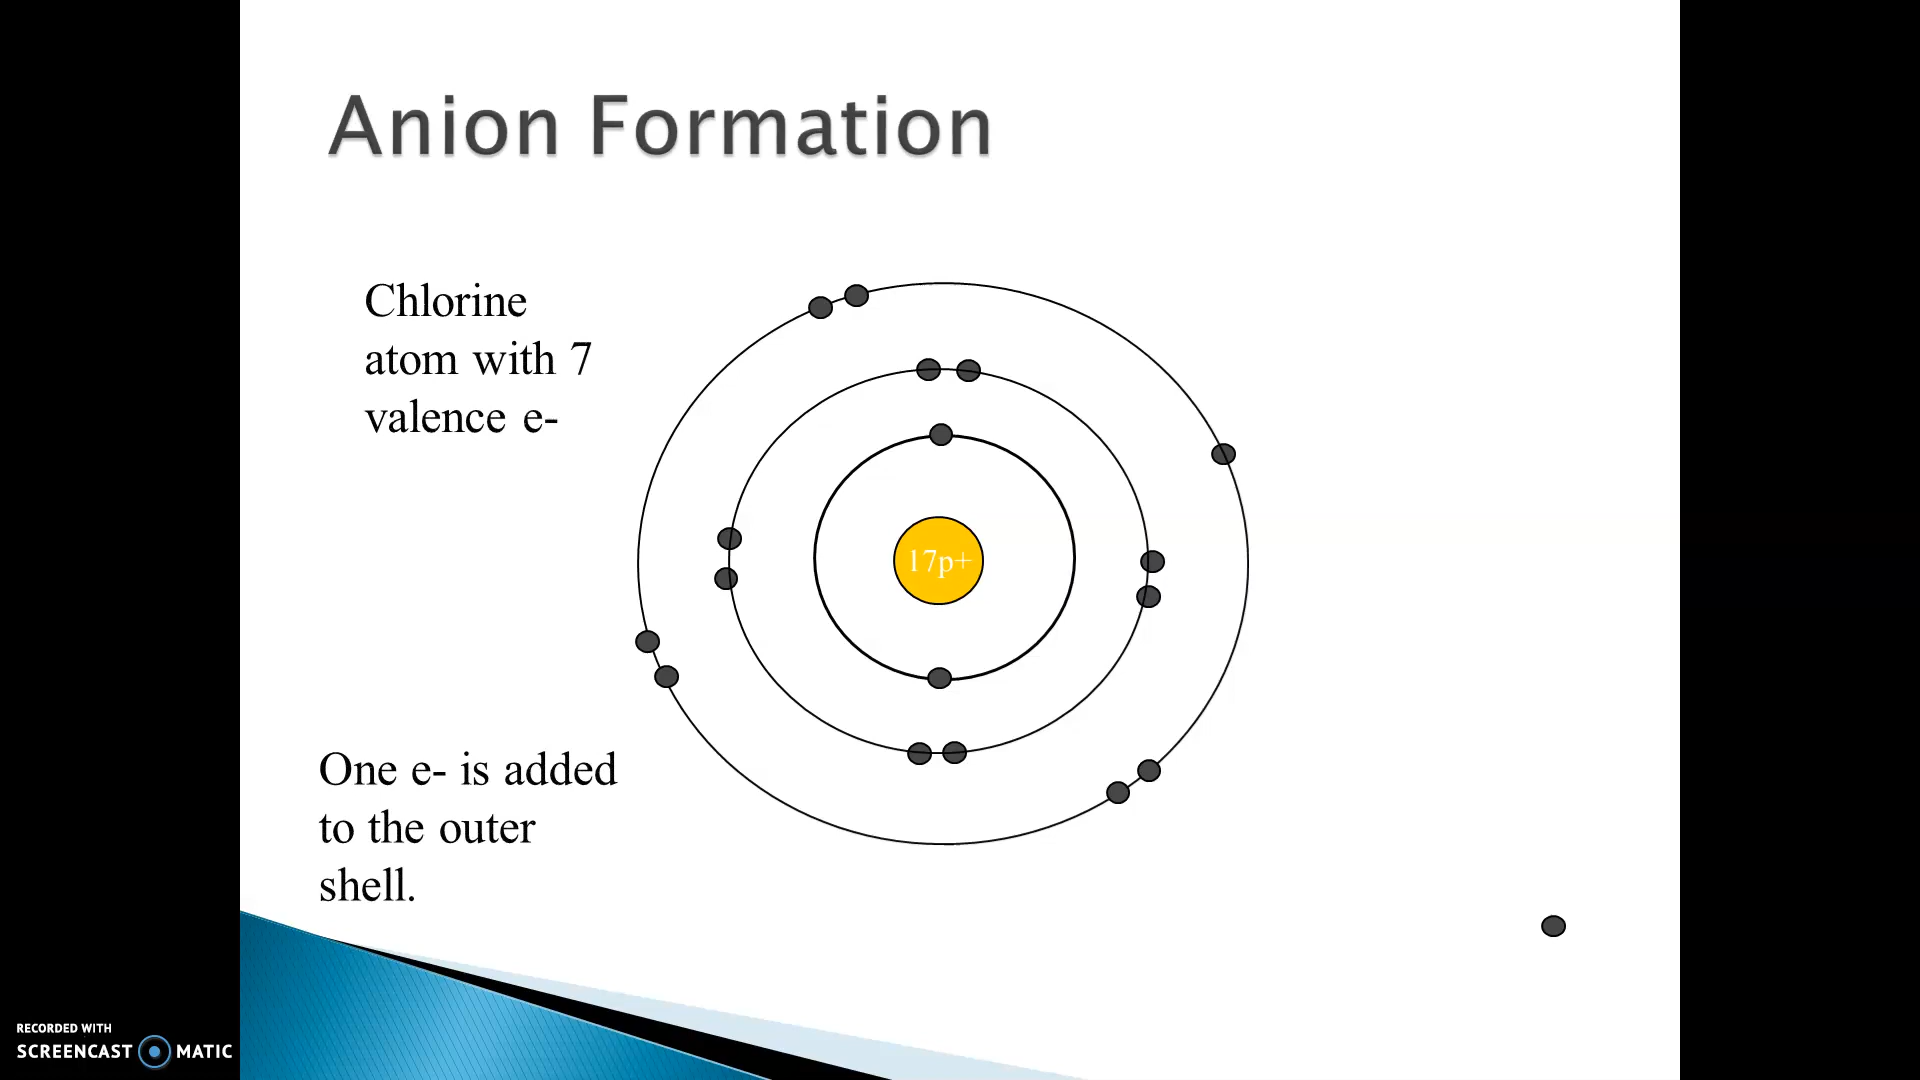 Anion Formation
Chlorine
atom with 7
valence e-
17p+
One e- is added
to the outer
shell.
RECORDED WITH
SCREENCAST MATIC